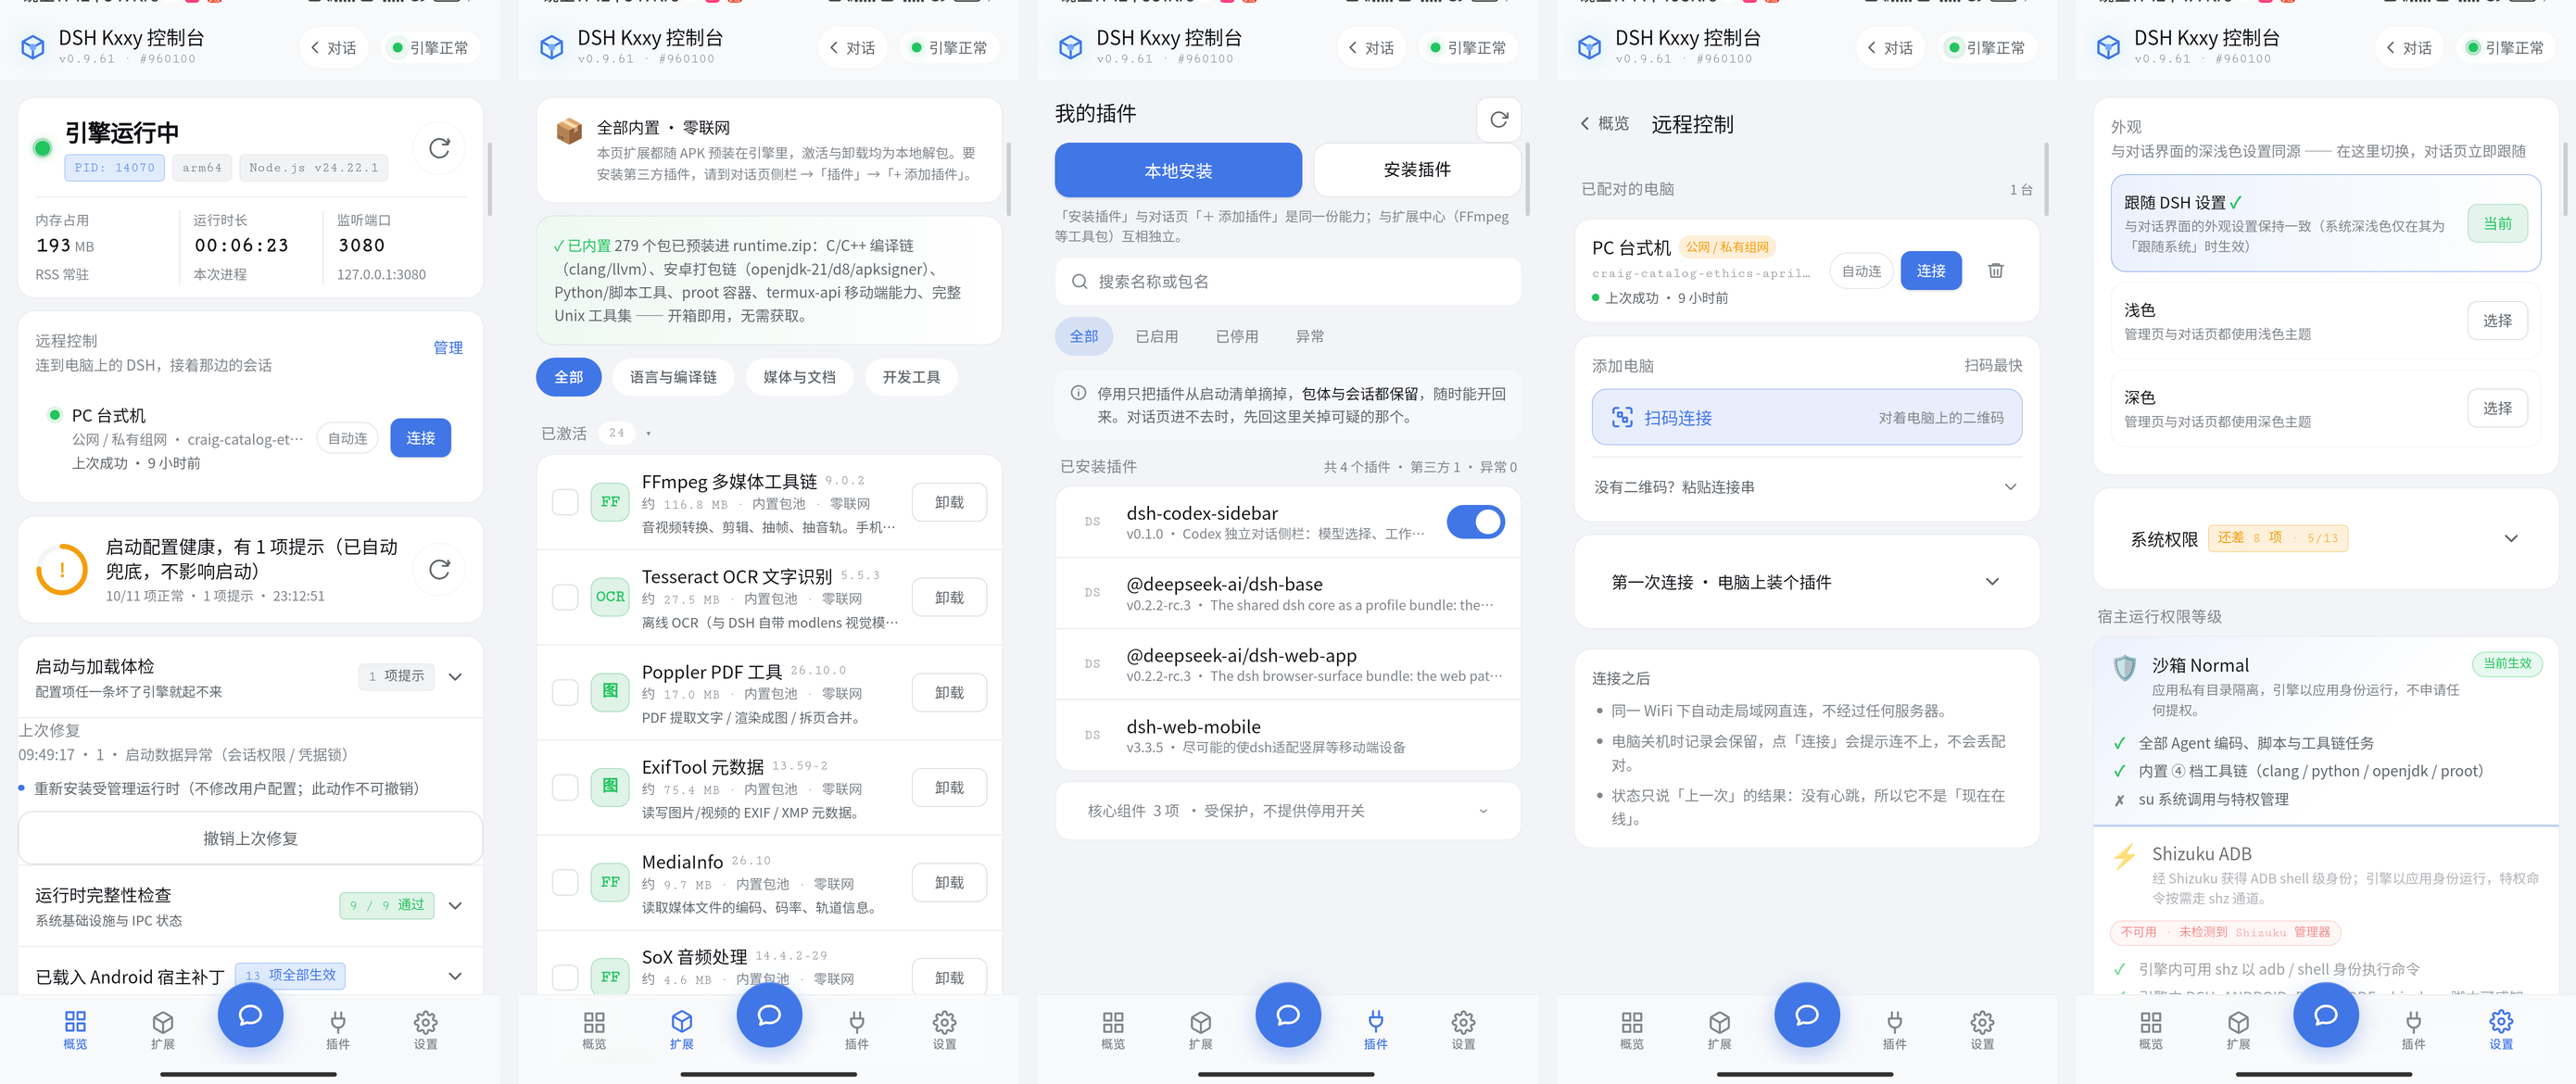 DSH Kxxy 控制台
v0.9.61 · #960100
对话
引擎正常
引擎运行中
PID: 14070
arm64
Node.js v24.22.1
内存占用
运行时长
监听端口
193 MB
00:06:23
3080
RSS 常驻
本次进程
127.0.0.1:3080
远程控制
连到电脑上的 DSH，接着那边的会话
管理
PC 台式机
公网 / 私有组网 · craig-catalog-et…
上次成功 · 9 小时前
自动连
连接
启动配置健康，有 1 项提示（已自动
兜底，不影响启动）
10/11 项正常 · 1 项提示 · 23:12:51
启动与加载体检
配置项任一条坏了引擎就起不来
1 项提示
上次修复
09:49:17 · 1 · 启动数据异常（会话权限 / 凭据锁）
重新安装受管理运行时（不修改用户配置；此动作不可撤销）
撤销上次修复
运行时完整性检查
系统基础设施与 IPC 状态
9 / 9 通过
已载入 Android 宿主补丁
13 项全部生效
概览
扩展
插件
设置
DSH Kxxy 控制台
v0.9.61 · #960100
对话
引擎正常
全部内置 · 零联网
本页扩展都随 APK 预装在引擎里，激活与卸载均为本地解包。要
安装第三方插件，请到对话页侧栏 →「插件」→「+ 添加插件」。
✓ 已内置 279 个包已预装进 runtime.zip：C/C++ 编译链
（clang/llvm）、安卓打包链（openjdk-21/d8/apksigner）、
Python/脚本工具、proot 容器、termux-api 移动端能力、完整
Unix 工具集 —— 开箱即用，无需获取。
全部
语言与编译链
媒体与文档
开发工具
已激活
24
FF
FFmpeg 多媒体工具链 9.0.2
约 116.8 MB · 内置包池 · 零联网
音视频转换、剪辑、抽帧、抽音轨。手机…
卸载
OCR
Tesseract OCR 文字识别 5.5.3
约 27.5 MB · 内置包池 · 零联网
离线 OCR（与 DSH 自带 modlens 视觉模…
卸载
图
Poppler PDF 工具 26.10.0
约 17.0 MB · 内置包池 · 零联网
PDF 提取文字 / 渲染成图 / 拆页合并。
卸载
图
ExifTool 元数据 13.59-2
约 75.4 MB · 内置包池 · 零联网
读写图片/视频的 EXIF / XMP 元数据。
卸载
FF
MediaInfo 26.10
约 9.7 MB · 内置包池 · 零联网
读取媒体文件的编码、码率、轨道信息。
卸载
FF
SoX 音频处理 14.4.2-29
约 4.6 MB · 内置包池 · 零联网
卸载
概览
扩展
插件
设置
DSH Kxxy 控制台
v0.9.61 · #960100
对话
引擎正常
我的插件
本地安装
安装插件
「安装插件」与对话页「＋ 添加插件」是同一份能力；与扩展中心（FFmpeg
等工具包）互相独立。
搜索名称或包名
全部
已启用
已停用
异常
停用只把插件从启动清单摘掉，包体与会话都保留，随时能开回
来。对话页进不去时，先回这里关掉可疑的那个。
已安装插件
共 4 个插件 · 第三方 1 · 异常 0
DS
dsh-codex-sidebar
v0.1.0 · Codex 独立对话侧栏：模型选择、工作…
DS
@deepseek-ai/dsh-base
v0.2.2-rc.3 · The shared dsh core as a profile bundle: the…
DS
@deepseek-ai/dsh-web-app
v0.2.2-rc.3 · The dsh browser-surface bundle: the web pat…
DS
dsh-web-mobile
v3.3.5 · 尽可能的使dsh适配竖屏等移动端设备
核心组件 3 项 · 受保护，不提供停用开关
概览
扩展
插件
设置
DSH Kxxy 控制台
v0.9.61 · #960100
对话
引擎正常
概览
远程控制
已配对的电脑
1 台
PC 台式机
公网 / 私有组网
craig-catalog-ethics-april…
上次成功 · 9 小时前
自动连
连接
添加电脑
扫码最快
扫码连接
对着电脑上的二维码
没有二维码？粘贴连接串
第一次连接 · 电脑上装个插件
连接之后
同一 WiFi 下自动走局域网直连，不经过任何服务器。
电脑关机时记录会保留，点「连接」会提示连不上，不会丢配
对。
状态只说「上一次」的结果：没有心跳，所以它不是「现在在
线」。
概览
扩展
插件
设置
DSH Kxxy 控制台
v0.9.61 · #960100
对话
引擎正常
外观
与对话界面的深浅色设置同源 —— 在这里切换，对话页立即跟随
跟随 DSH 设置 ✓
与对话界面的外观设置保持一致（系统深浅色仅在其为
「跟随系统」时生效）
当前
浅色
管理页与对话页都使用浅色主题
选择
深色
管理页与对话页都使用深色主题
选择
系统权限
还差 8 项 · 5/13
宿主运行权限等级
沙箱 Normal
当前生效
应用私有目录隔离，引擎以应用身份运行，不申请任
何提权。
✓ 全部 Agent 编码、脚本与工具链任务
✓ 内置 ④ 档工具链（clang / python / openjdk / proot）
✗ su 系统调用与特权管理
Shizuku ADB
经 Shizuku 获得 ADB shell 级身份；引擎以应用身份运行，特权命
令按需走 shz 通道。
不可用 · 未检测到 Shizuku 管理器
✓ 引擎内可用 shz 以 adb / shell 身份执行命令
概览
扩展
插件
设置